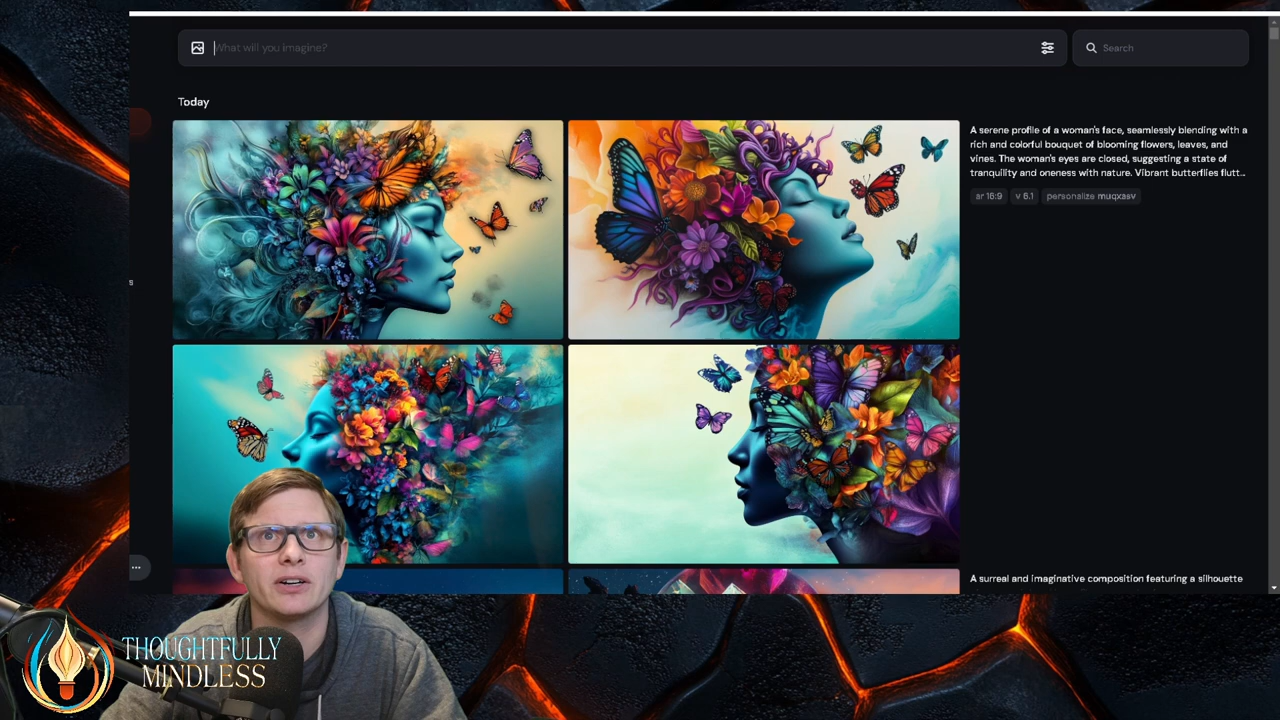 What will you imagine?
Search
Today
A serene profile of a woman's face, seamlessly blending with a
rich and colorful bouquet of blooming flowers, leaves, and
vines. The woman's eyes are closed, suggesting a state of
tranquility and oneness with nature. Vibrant butterflies flutt...
ar 16:9 v 6.1 personalize muqxasv
s
...
A surreal and imaginative composition featuring a silhouette
THOUGHTFULLY
MINDLESS